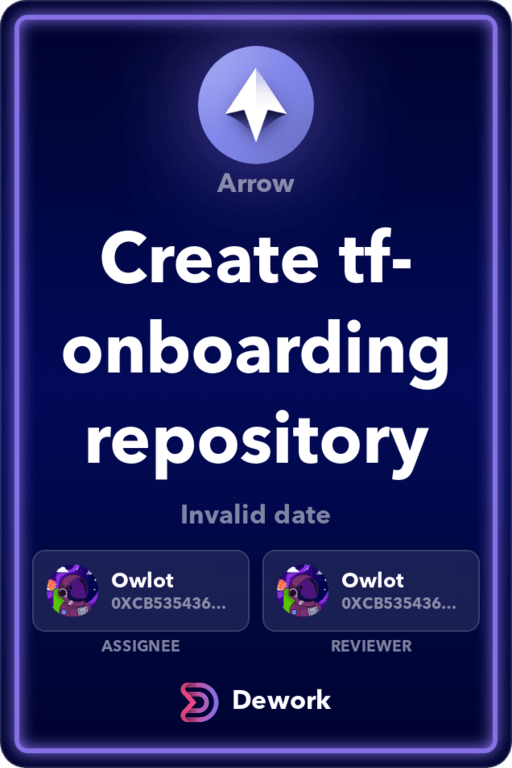 Arrow
Create tf-
onboarding
repository
Invalid date
Owlot
0XCB535436...
Owlot
0XCB535436...
ASSIGNEE
REVIEWER
Dework